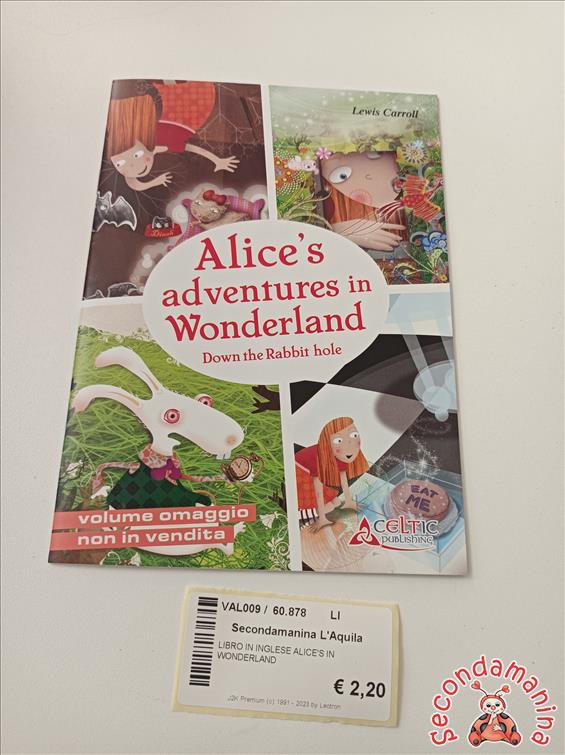 Lewis Carroll
Dinah
Alice's
adventures in
Wonderland
Down the Rabbit hole
EAT
ME
volume omaggio
non in vendita
CELTIC
PUBLISHING
VAL009 / 60.878 LI
Secondamanina L'Aquila
LIBRO IN INGLESE ALICE'S IN
WONDERLAND
€ 2,20
J2K Premium (c) 1991 - 2023 by Lectron
Secondamanina